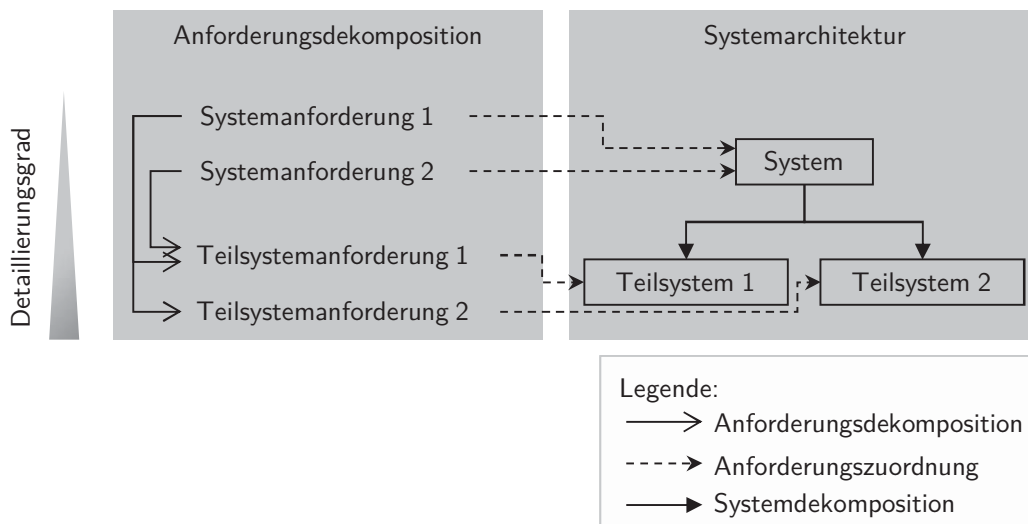 Anforderungsdekomposition
Systemarchitektur
Detaillierungsgrad
Systemanforderung 1
Systemanforderung 2
Teilsystemanforderung 1
Teilsystemanforderung 2
System
Teilsystem 1
Teilsystem 2
Legende:
Anforderungsdekomposition
Anforderungszuordnung
Systemdekomposition